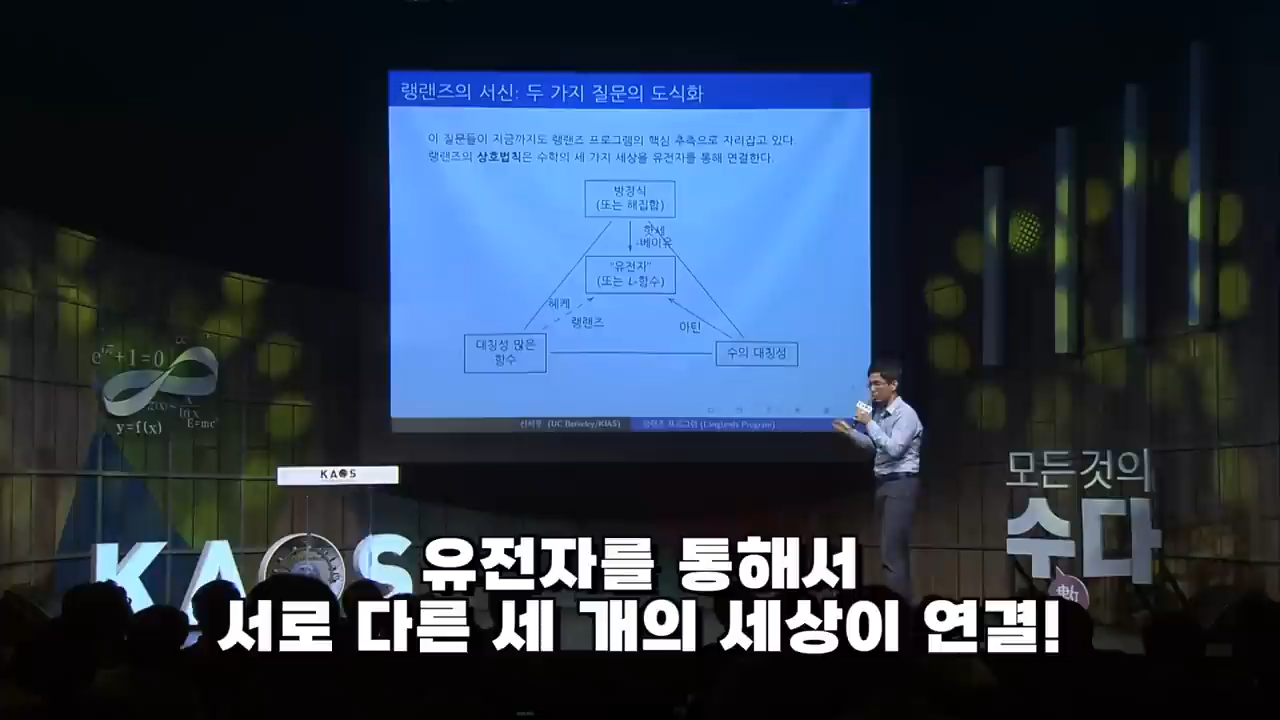 랭랜즈의 서신: 두 가지 질문의 도식화
이 질문들이 지금까지도 랭랜즈 프로그램의 핵심 추측으로 자리잡고 있다.
랭랜즈의 상호법칙은 수학의 세 가지 세상을 유전자를 통해 연결한다.
방정식
(또는 해집합)
핫세
-베이유
"유전자"
(또는 L-함수)
헤케
랭랜즈
아틴
대칭성 많은
함수
수의 대칭성
(UC Berkeley/KIAS)
랭랜즈 프로그램 (Langlands Program)
+1=0
y=f(x)
ln x
E=mc²
KAOS
모든것의
수다
KAOS
유전자를 통해서
서로 다른 세 개의 세상이 연결!